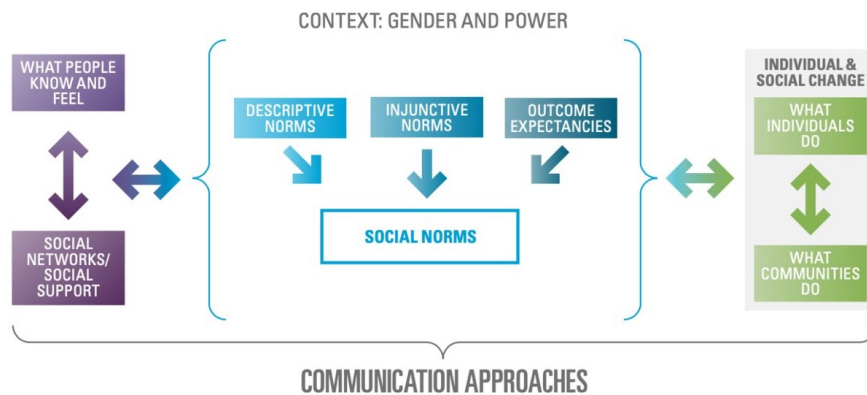 CONTEXT: GENDER AND POWER
WHAT PEOPLE
KNOW AND
FEEL
SOCIAL
NETWORKS/
SOCIAL
SUPPORT
DESCRIPTIVE
NORMS
INJUNCTIVE
NORMS
OUTCOME
EXPECTANCIES
SOCIAL NORMS
INDIVIDUAL &
SOCIAL CHANGE
WHAT
INDIVIDUALS
DO
WHAT
COMMUNITIES
DO
COMMUNICATION APPROACHES